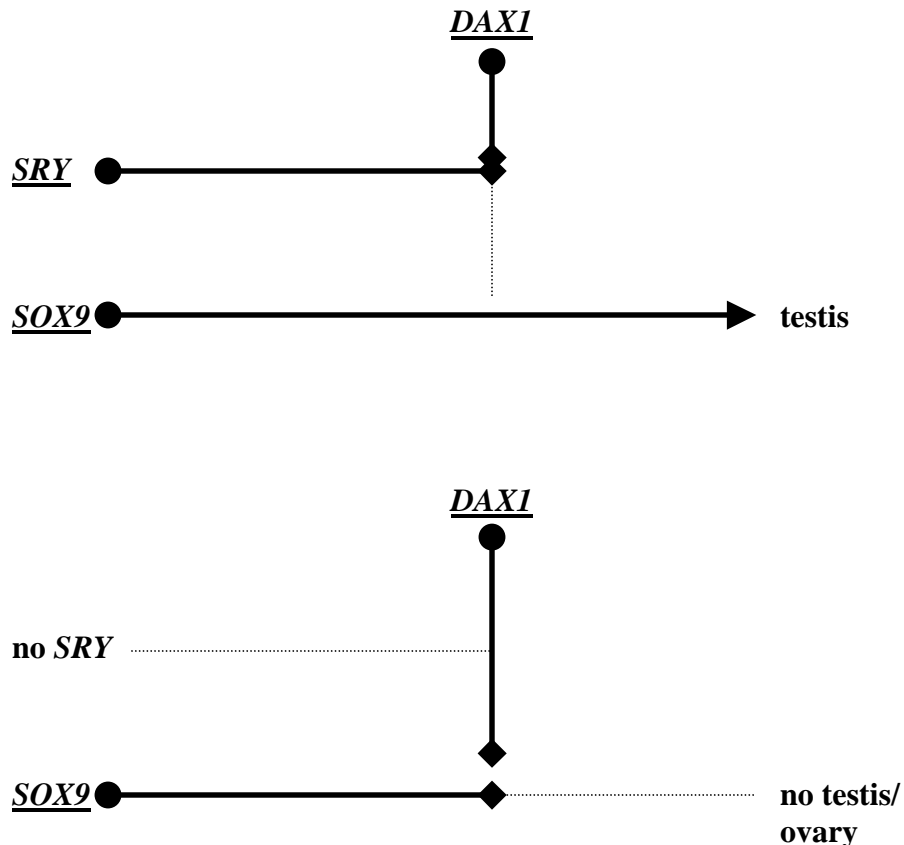 DAX1
SRY
SOX9
testis
DAX1
no SRY
SOX9
no testis/
ovary